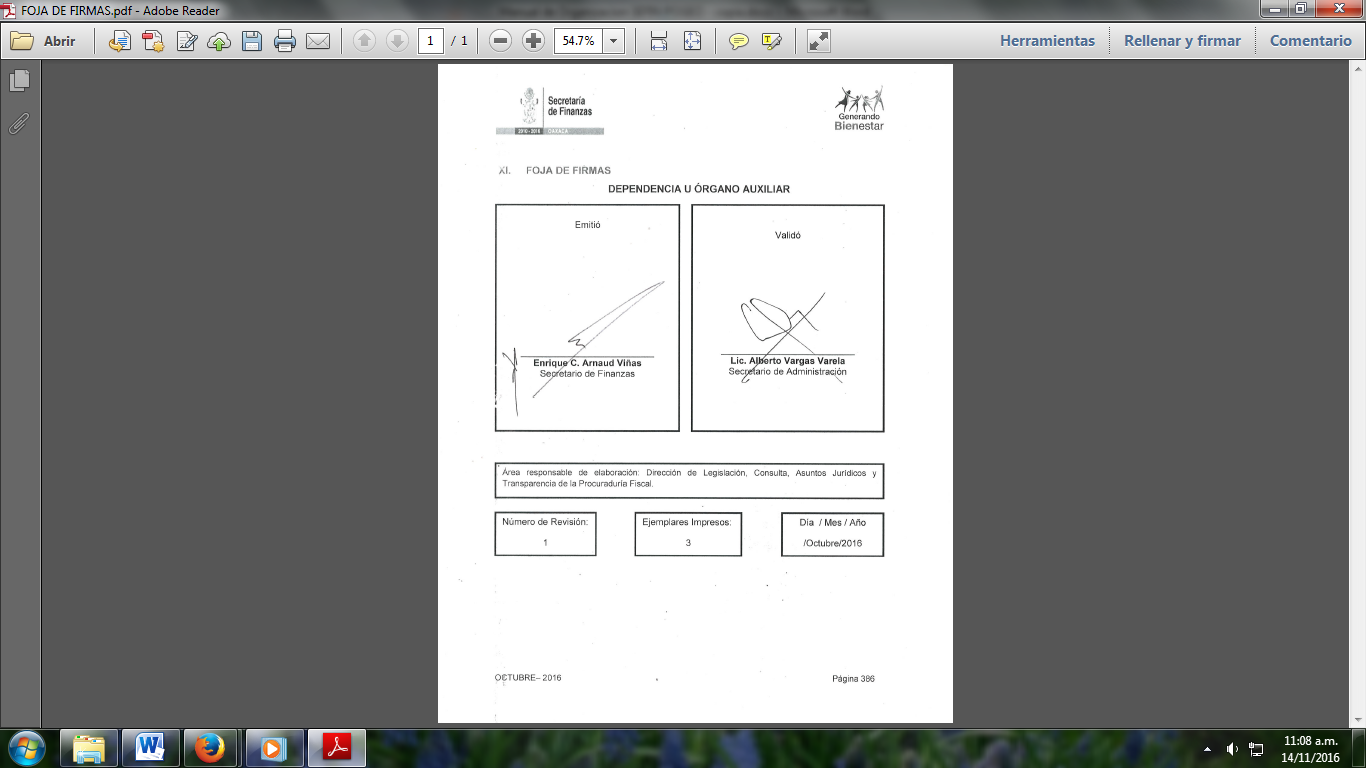 FOJA DE FIRMAS.pdf - Adobe Reader
Abrir
1 / 1
54.7%
Herramientas
Rellenar y firmar
Comentario
Secretaría
de Finanzas
2010 - 2016 OAXACA
Generando
Bienestar
XI. FOJA DE FIRMAS
DEPENDENCIA U ÓRGANO AUXILIAR
Emitió
Enrique C. Arnaud Viñas
Secretario de Finanzas
Validó
Lic. Alberto Vargas Varela
Secretario de Administración
Área responsable de elaboración: Dirección de Legislación, Consulta, Asuntos Jurídicos y
Transparencia de la Procuraduría Fiscal.
Número de Revisión:
1
Ejemplares Impresos:
3
Día / Mes / Año
/Octubre/2016
OCTUBRE– 2016
Página 386
11:08 a.m.
14/11/2016